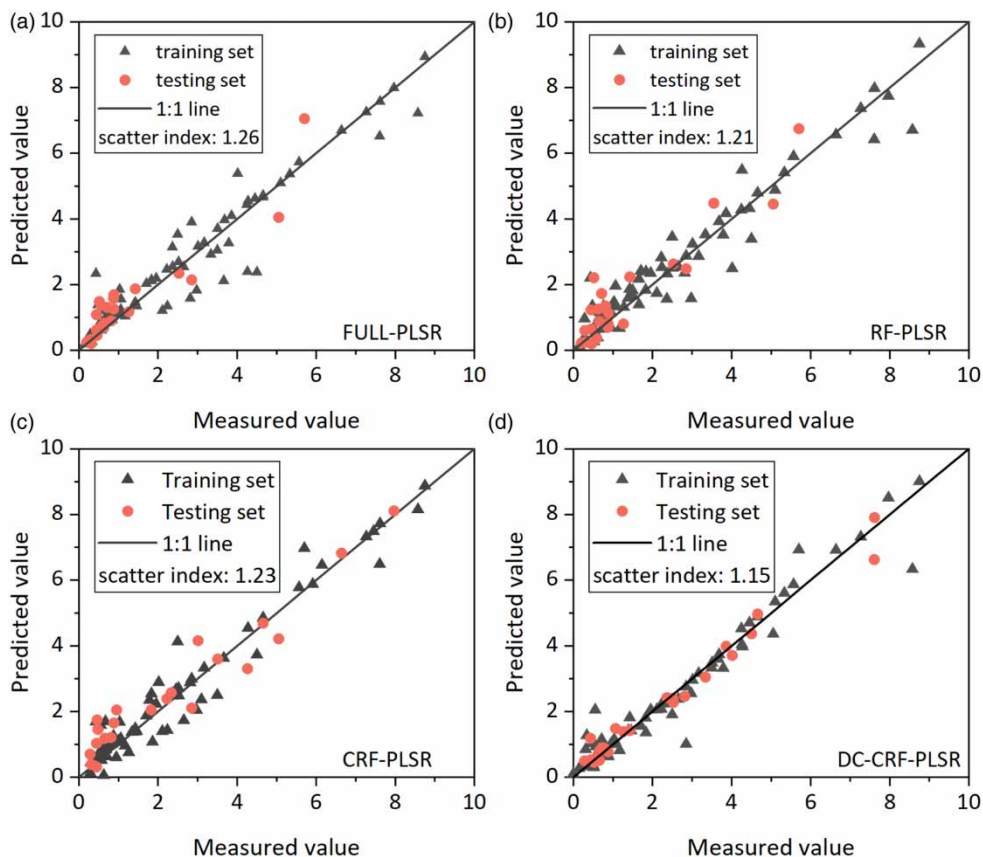 (a)
10
8
6
4
2
0
Predicted value
training set
testing set
1:1 line
scatter index: 1.26
FULL-PLSR
0 2 4 6 8 10
Measured value
(b)
10
8
6
4
2
0
Predicted value
training set
testing set
1:1 line
scatter index: 1.21
RF-PLSR
0 2 4 6 8 10
Measured value
(c)
10
8
6
4
2
0
Predicted value
Training set
Testing set
1:1 line
scatter index: 1.23
CRF-PLSR
0 2 4 6 8 10
Measured value
(d)
10
8
6
4
2
0
Predicted value
Training set
Testing set
1:1 line
scatter index: 1.15
DC-CRF-PLSR
0 2 4 6 8 10
Measured value